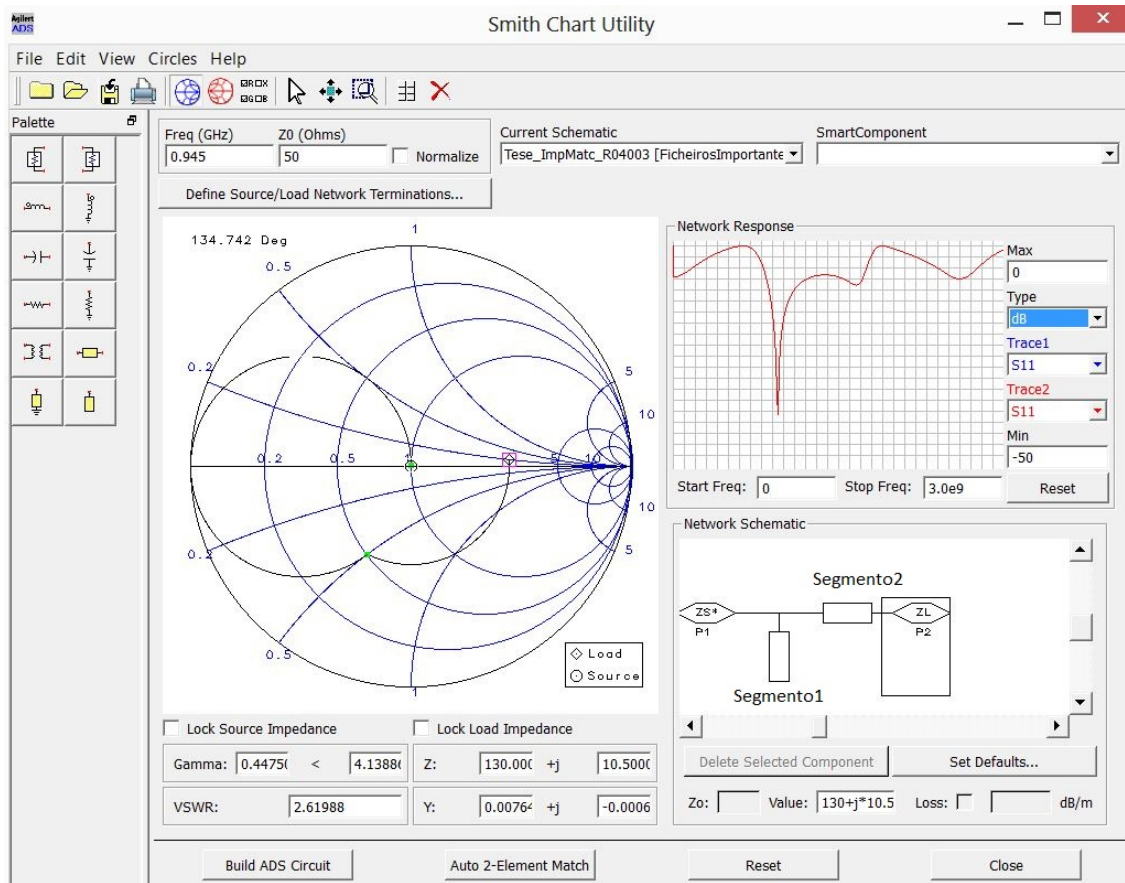 Agilent
ADS
Smith Chart Utility
File Edit View Circles Help
Palette
Freq (GHz)
Z0 (Ohms)
0.945
50
Normalize
Current Schematic
Tese_ImpMatc_R04003 [FicheirosImportante
SmartComponent
Define Source/Load Network Terminations...
134.742 Deg
1
0.5
0.2
5
10
0.2
0.5
1
5
10
10
5
0.2
0.5
1
Load
Source
Network Response
Max
0
Type
dB
Trace1
S11
Trace2
S11
Min
-50
Start Freq:
0
Stop Freq:
3.0e9
Reset
Network Schematic
Segmento2
ZS*
P1
ZL
P2
Segmento1
Lock Source Impedance
Lock Load Impedance
Gamma:
0.4475
<
4.1388
Z:
130.000
+j
10.5000
VSWR:
2.61988
Y:
0.00764
+j
-0.0006
Delete Selected Component
Set Defaults...
Zo:
Value:
130+j*10.5
Loss:
dB/m
Build ADS Circuit
Auto 2-Element Match
Reset
Close